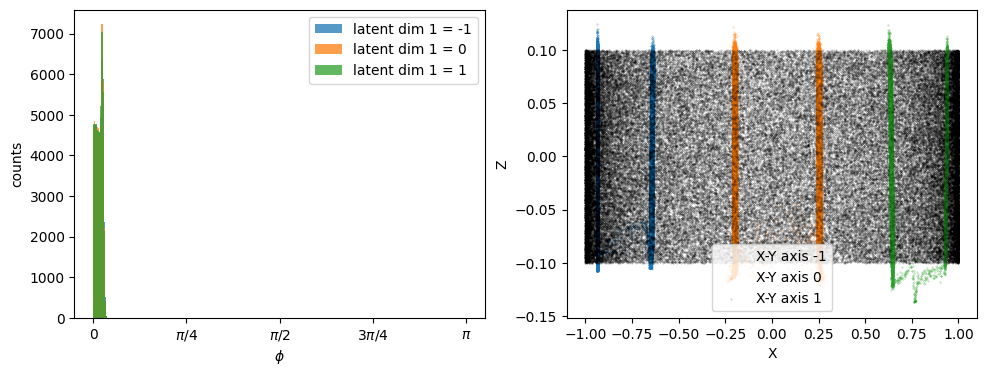 7000
6000
5000
4000
3000
2000
1000
0
counts
0
π/4
π/2
3π/4
π
ϕ
latent dim 1 = -1
latent dim 1 = 0
latent dim 1 = 1
0.10
0.05
0.00
−0.05
−0.10
−0.15
Z
−1.00
−0.75
−0.50
−0.25
0.00
0.25
0.50
0.75
1.00
X
X-Y axis -1
X-Y axis 0
X-Y axis 1